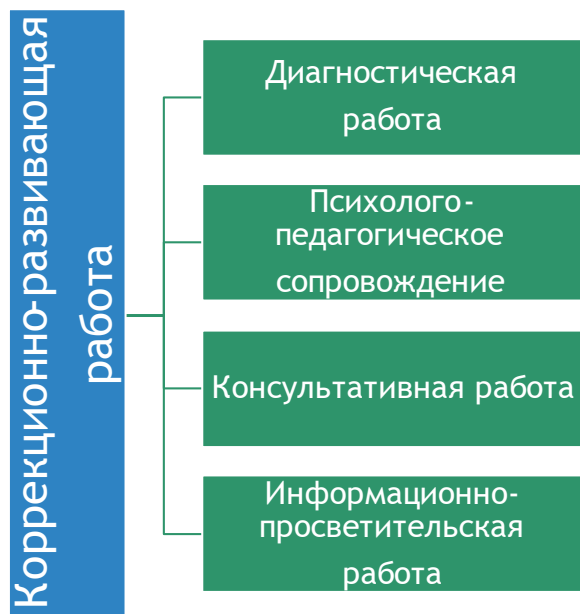 Коррекционно-развивающая
работа
Диагностическая
работа
Психолого-
педагогическое
сопровождение
Консультативная работа
Информационно-
просветительская
работа